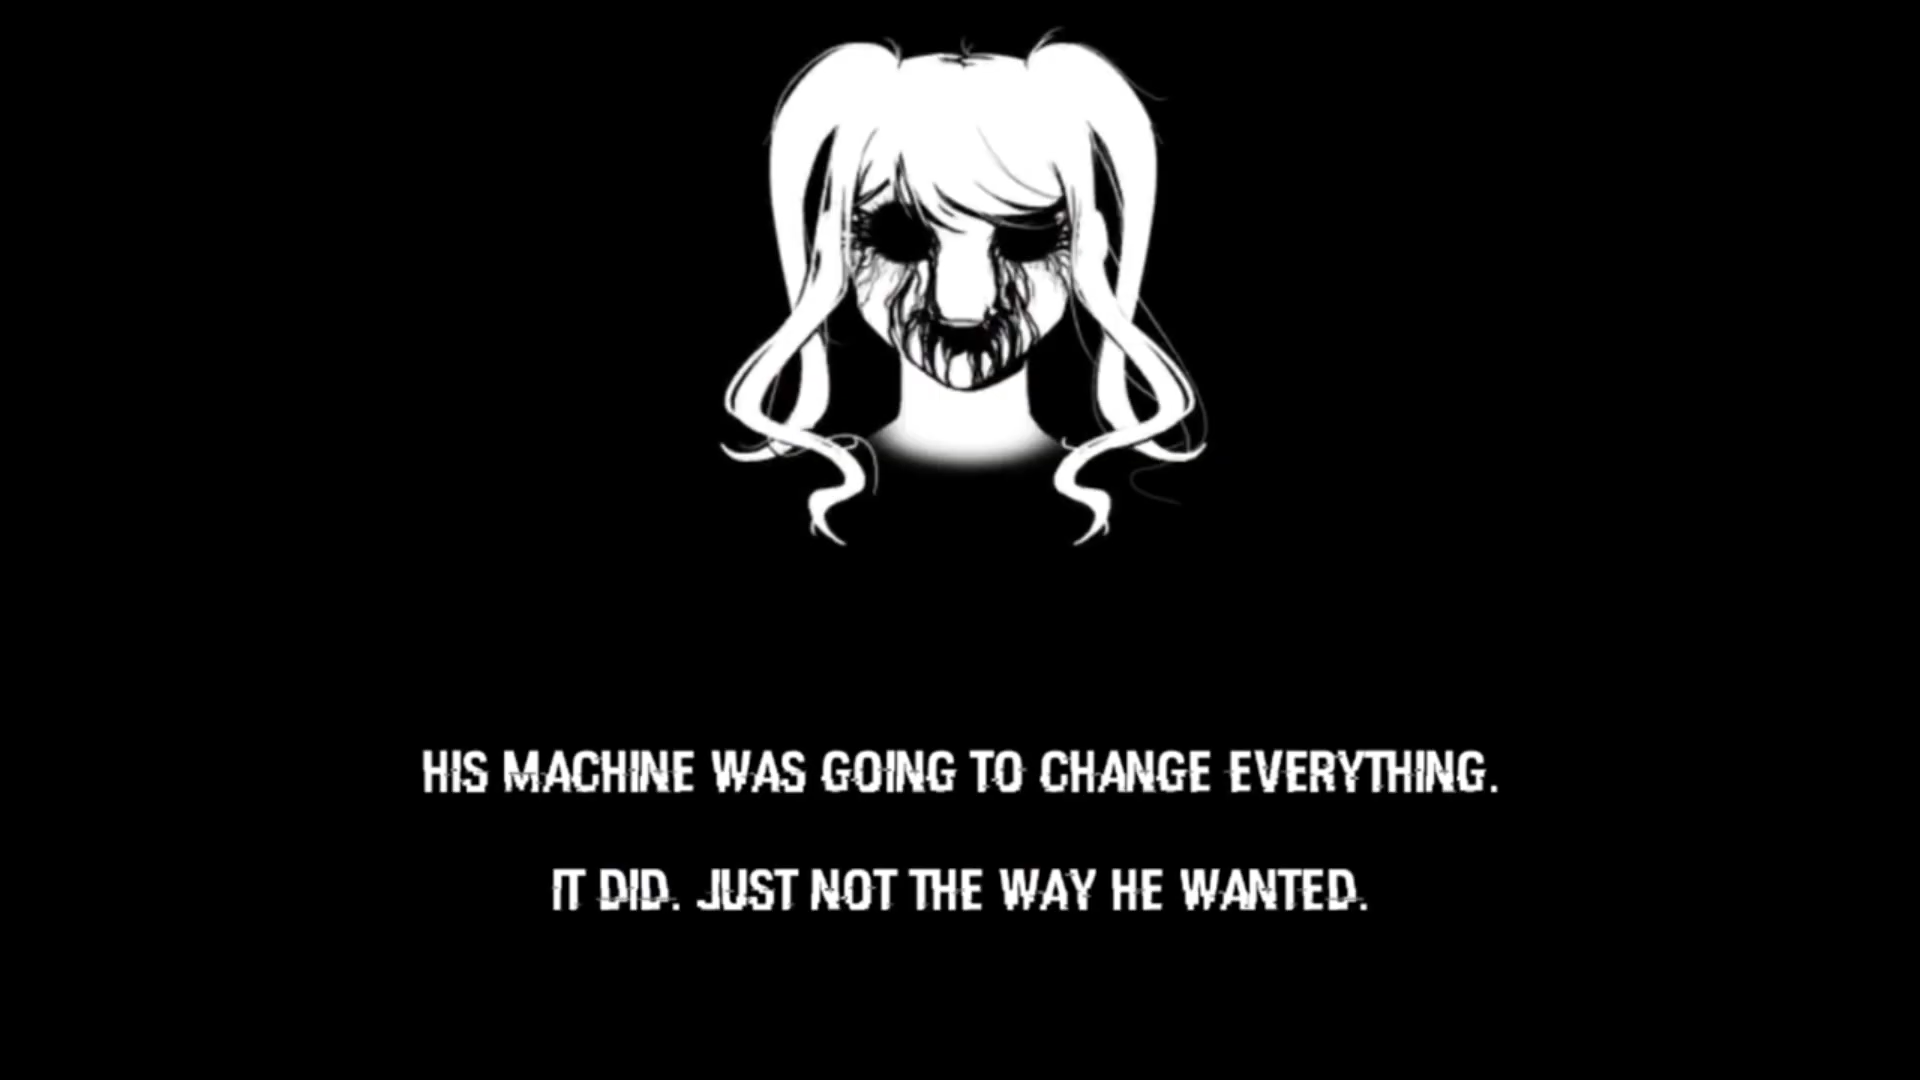 HIS MACHINE WAS GOING TO CHANGE EVERYTHING.
IT DID. JUST NOT THE WAY HE WANTED.